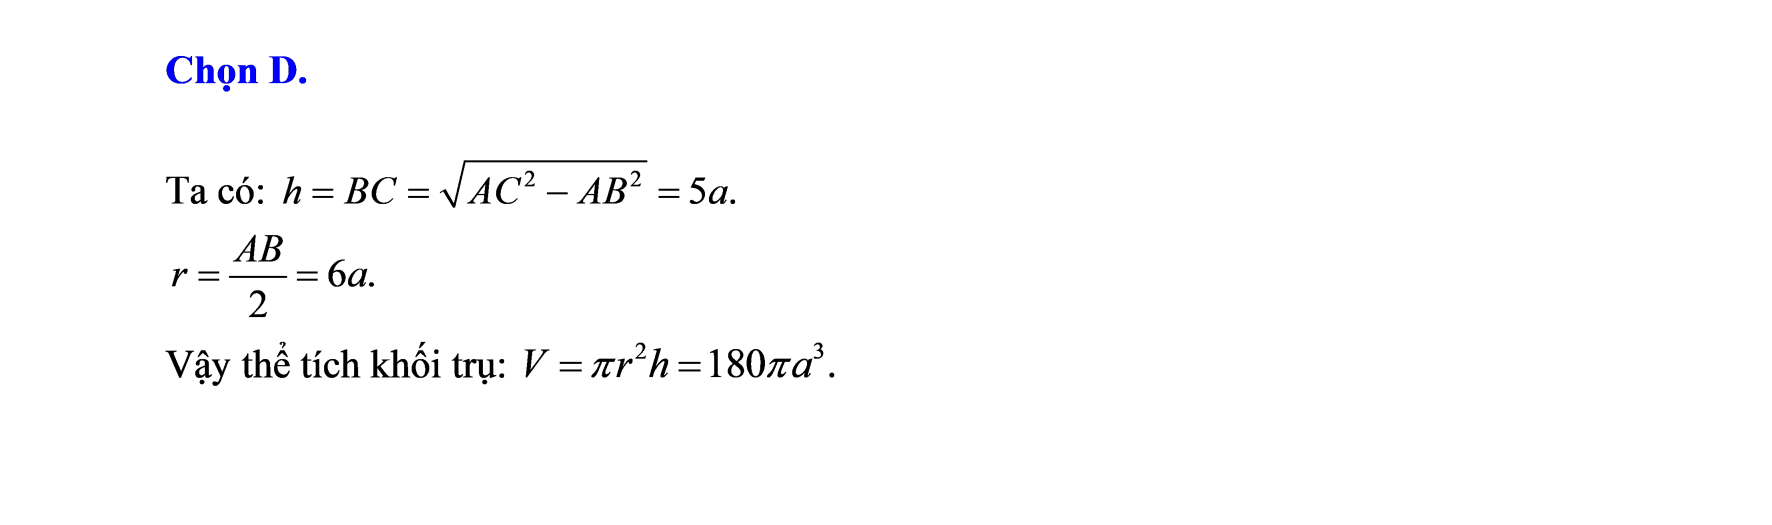 Chọn D.
Ta có: h = BC = √(AC² − AB²) = 5a.
r = AB/2 = 6a.
Vậy thể tích khối trụ: V = πr²h = 180πa³.